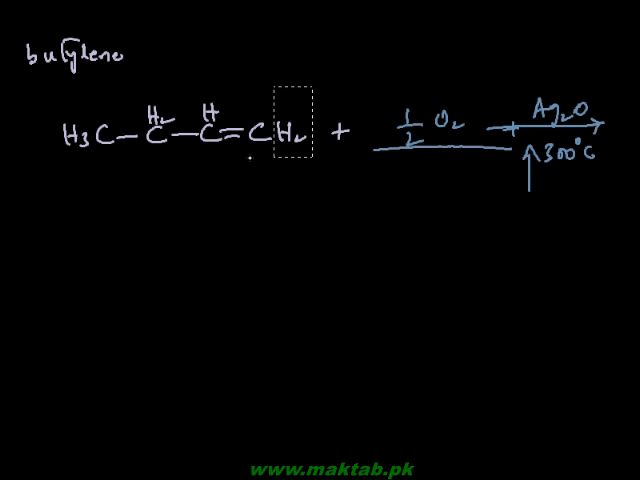 butylene
H₂ H
H₃C — C — C = CH₂ + 1/2 O₂ → Ag₂O
300°C
www.maktab.pk